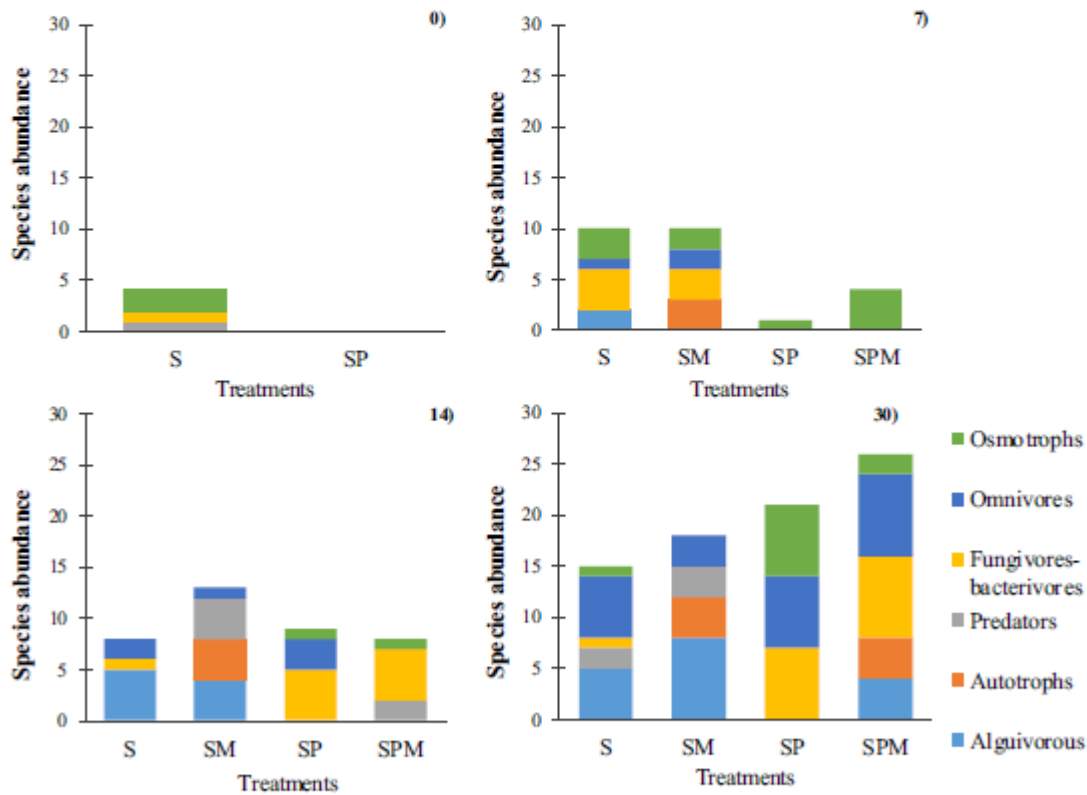 0)
30
25
20
15
10
5
0
Species abundance
S SP
Treatments
7)
30
25
20
15
10
5
0
Species abundance
S SM SP SPM
Treatments
14)
30
25
20
15
10
5
0
Species abundance
S SM SP SPM
Treatments
30)
30
25
20
15
10
5
0
Species abundance
S SM SP SPM
Treatments
Osmotrophs
Omnivores
Fungivores-
bacterivores
Predators
Autotrophs
Alguivorous